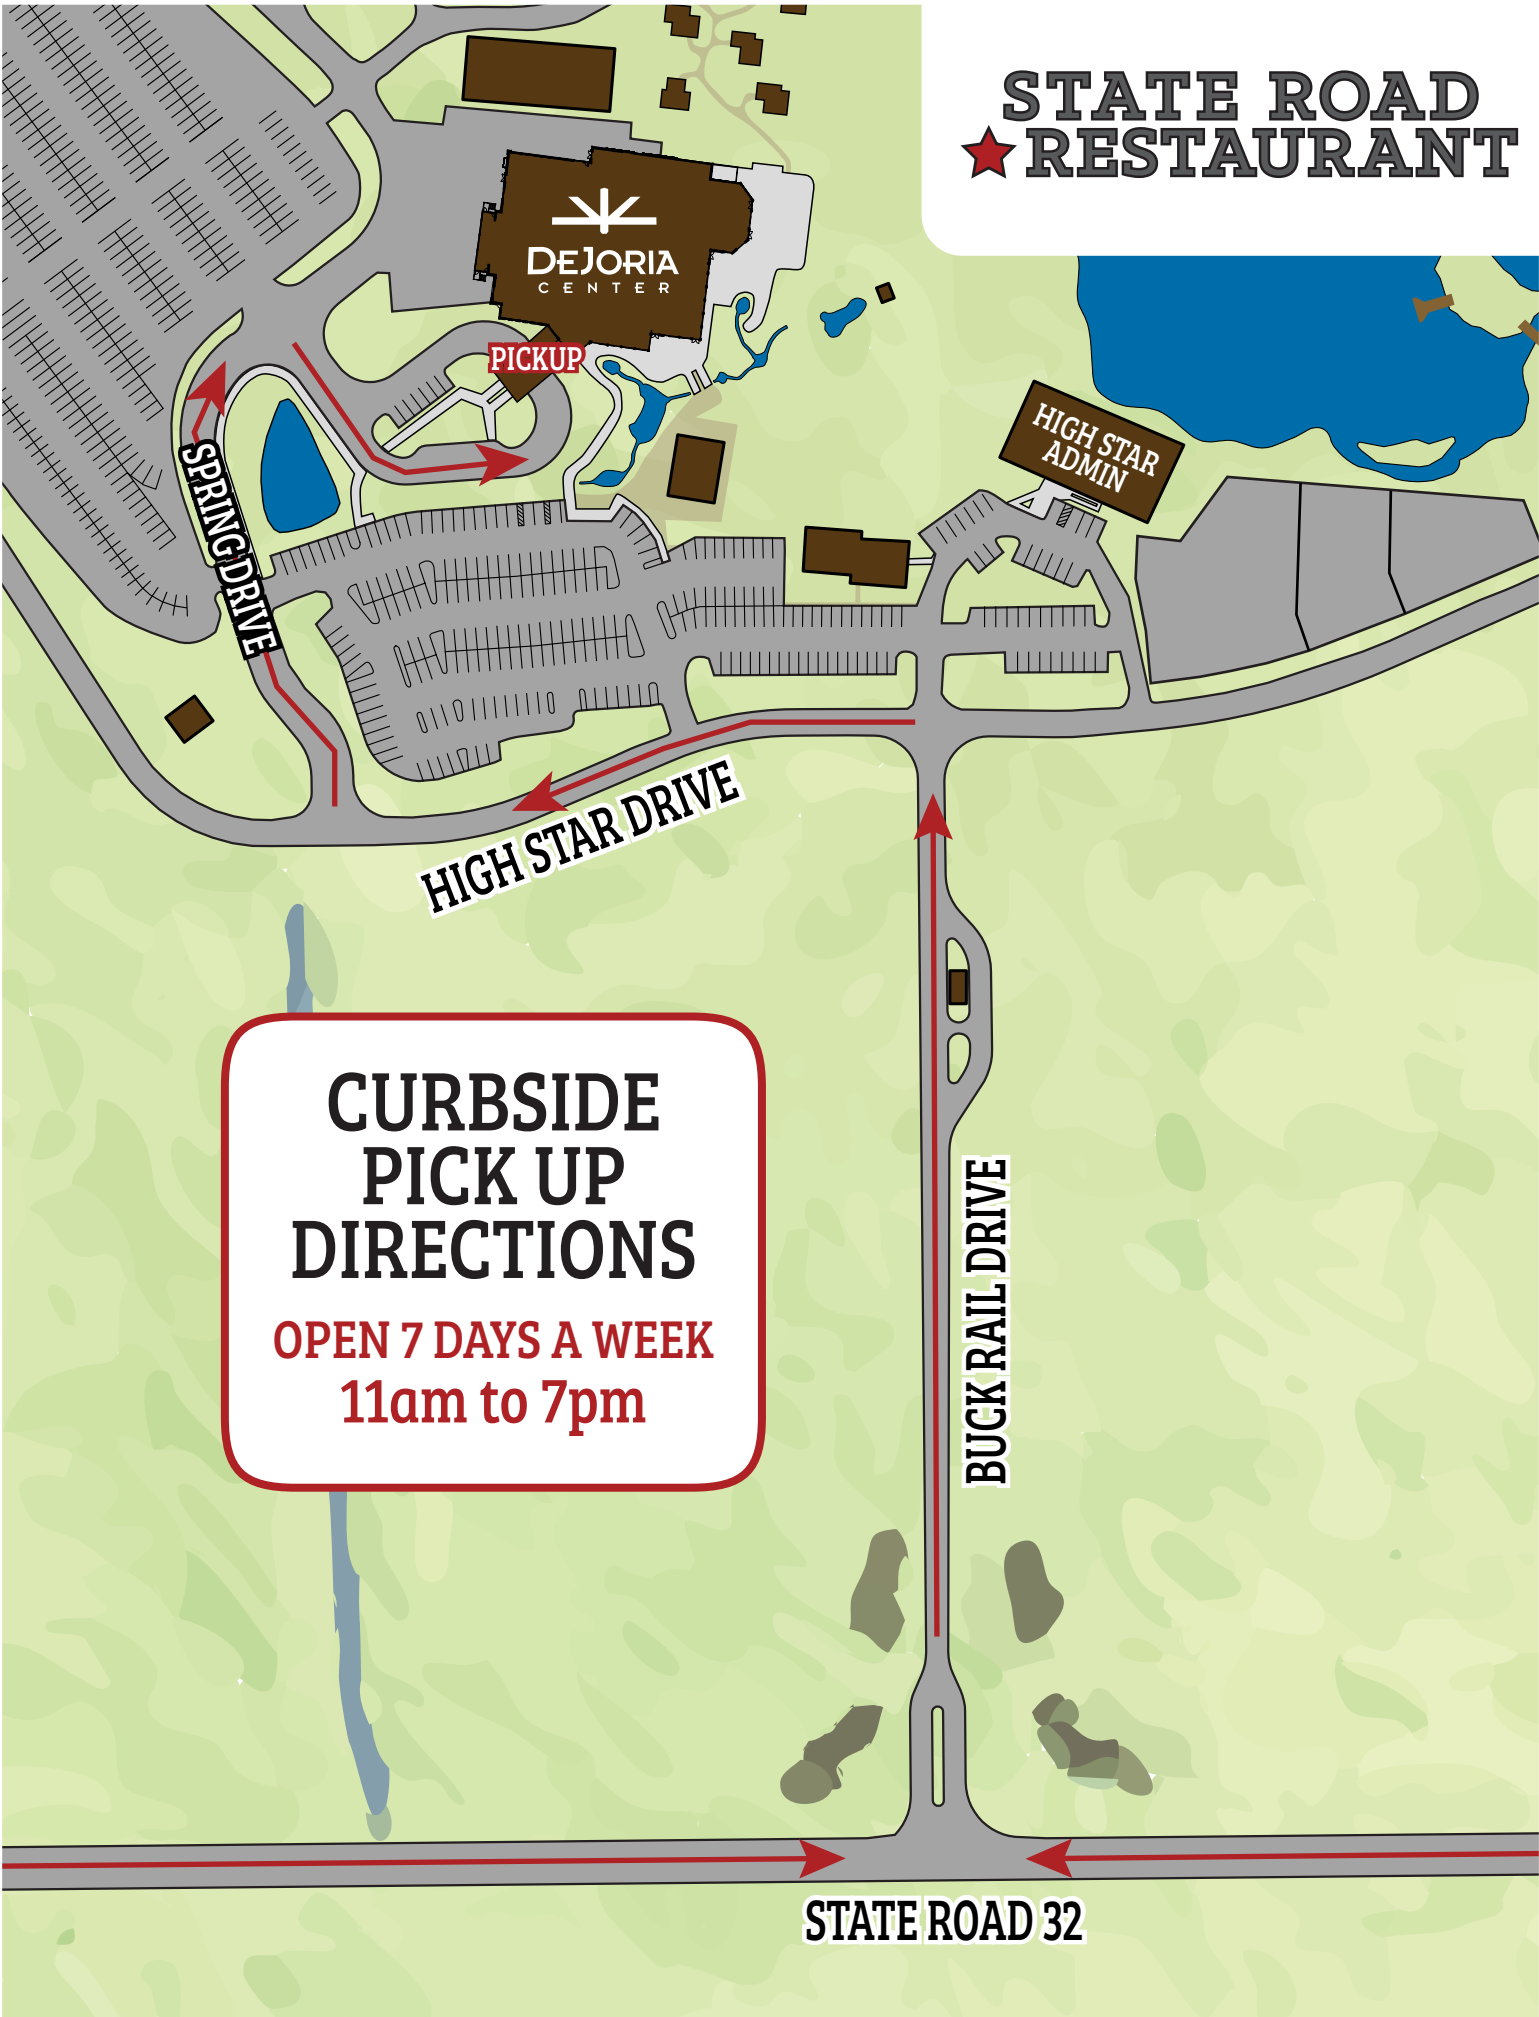 STATE ROAD
RESTAURANT
DEJORIA
CENTER
PICKUP
HIGH STAR
ADMIN
SPRING DRIVE
HIGH STAR DRIVE
CURBSIDE
PICK UP
DIRECTIONS
OPEN 7 DAYS A WEEK
11am to 7pm
BUCK RAIL DRIVE
STATE ROAD 32